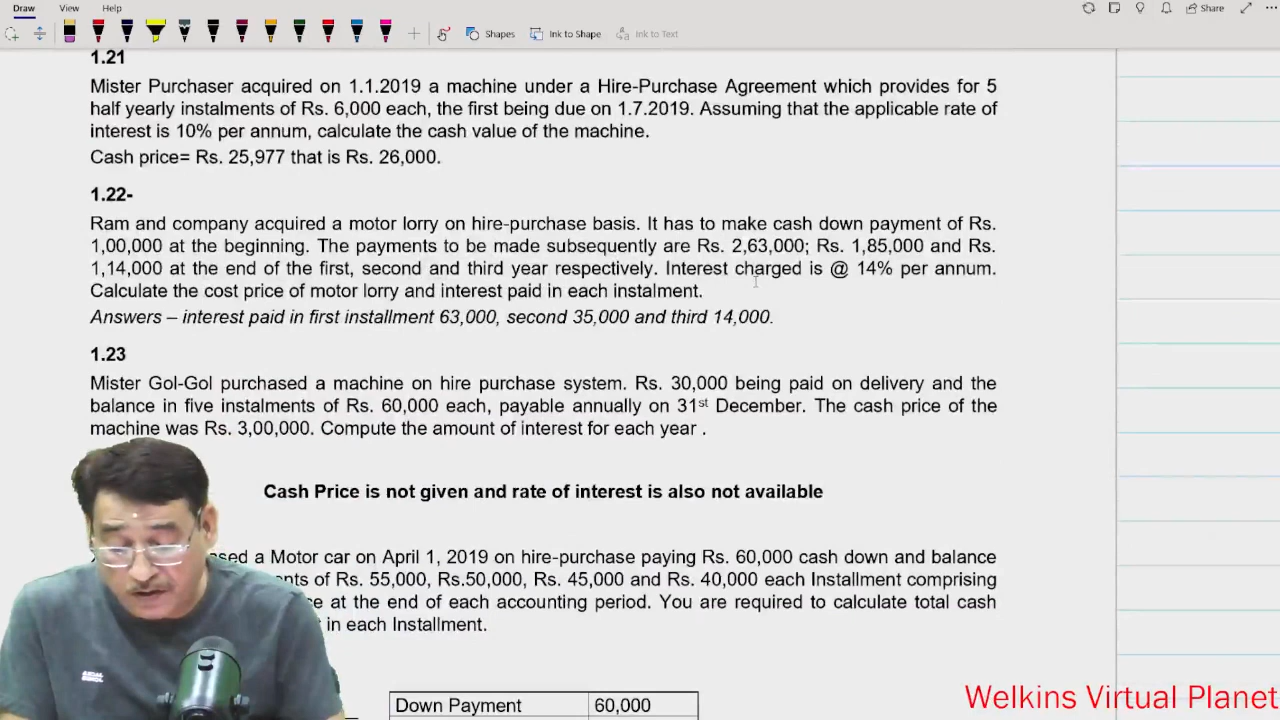 Draw View Help
Share
Shapes Ink to Shape Ink to Text
1.21
Mister Purchaser acquired on 1.1.2019 a machine under a Hire-Purchase Agreement which provides for 5
half yearly instalments of Rs. 6,000 each, the first being due on 1.7.2019. Assuming that the applicable rate of
interest is 10% per annum, calculate the cash value of the machine.
Cash price= Rs. 25,977 that is Rs. 26,000.
1.22-
Ram and company acquired a motor lorry on hire-purchase basis. It has to make cash down payment of Rs.
1,00,000 at the beginning. The payments to be made subsequently are Rs. 2,63,000; Rs. 1,85,000 and Rs.
1,14,000 at the end of the first, second and third year respectively. Interest charged is @ 14% per annum.
Calculate the cost price of motor lorry and interest paid in each instalment.
Answers – interest paid in first installment 63,000, second 35,000 and third 14,000.
1.23
Mister Gol-Gol purchased a machine on hire purchase system. Rs. 30,000 being paid on delivery and the
balance in five instalments of Rs. 60,000 each, payable annually on 31st December. The cash price of the
machine was Rs. 3,00,000. Compute the amount of interest for each year .
Cash Price is not given and rate of interest is also not available
a Motor car on April 1, 2019 on hire-purchase paying Rs. 60,000 cash down and balance
of Rs. 55,000, Rs.50,000, Rs. 45,000 and Rs. 40,000 each Installment comprising
at the end of each accounting period. You are required to calculate total cash
in each Installment.
Down Payment 60,000
Welkins Virtual Planet